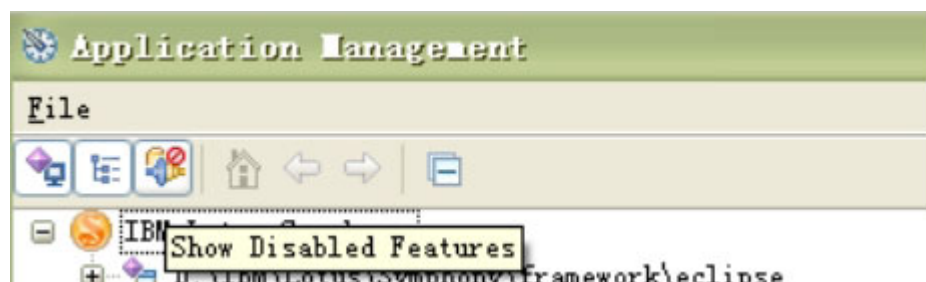 Application Management
File
IBM
Show Disabled Features
\framework\eclipse